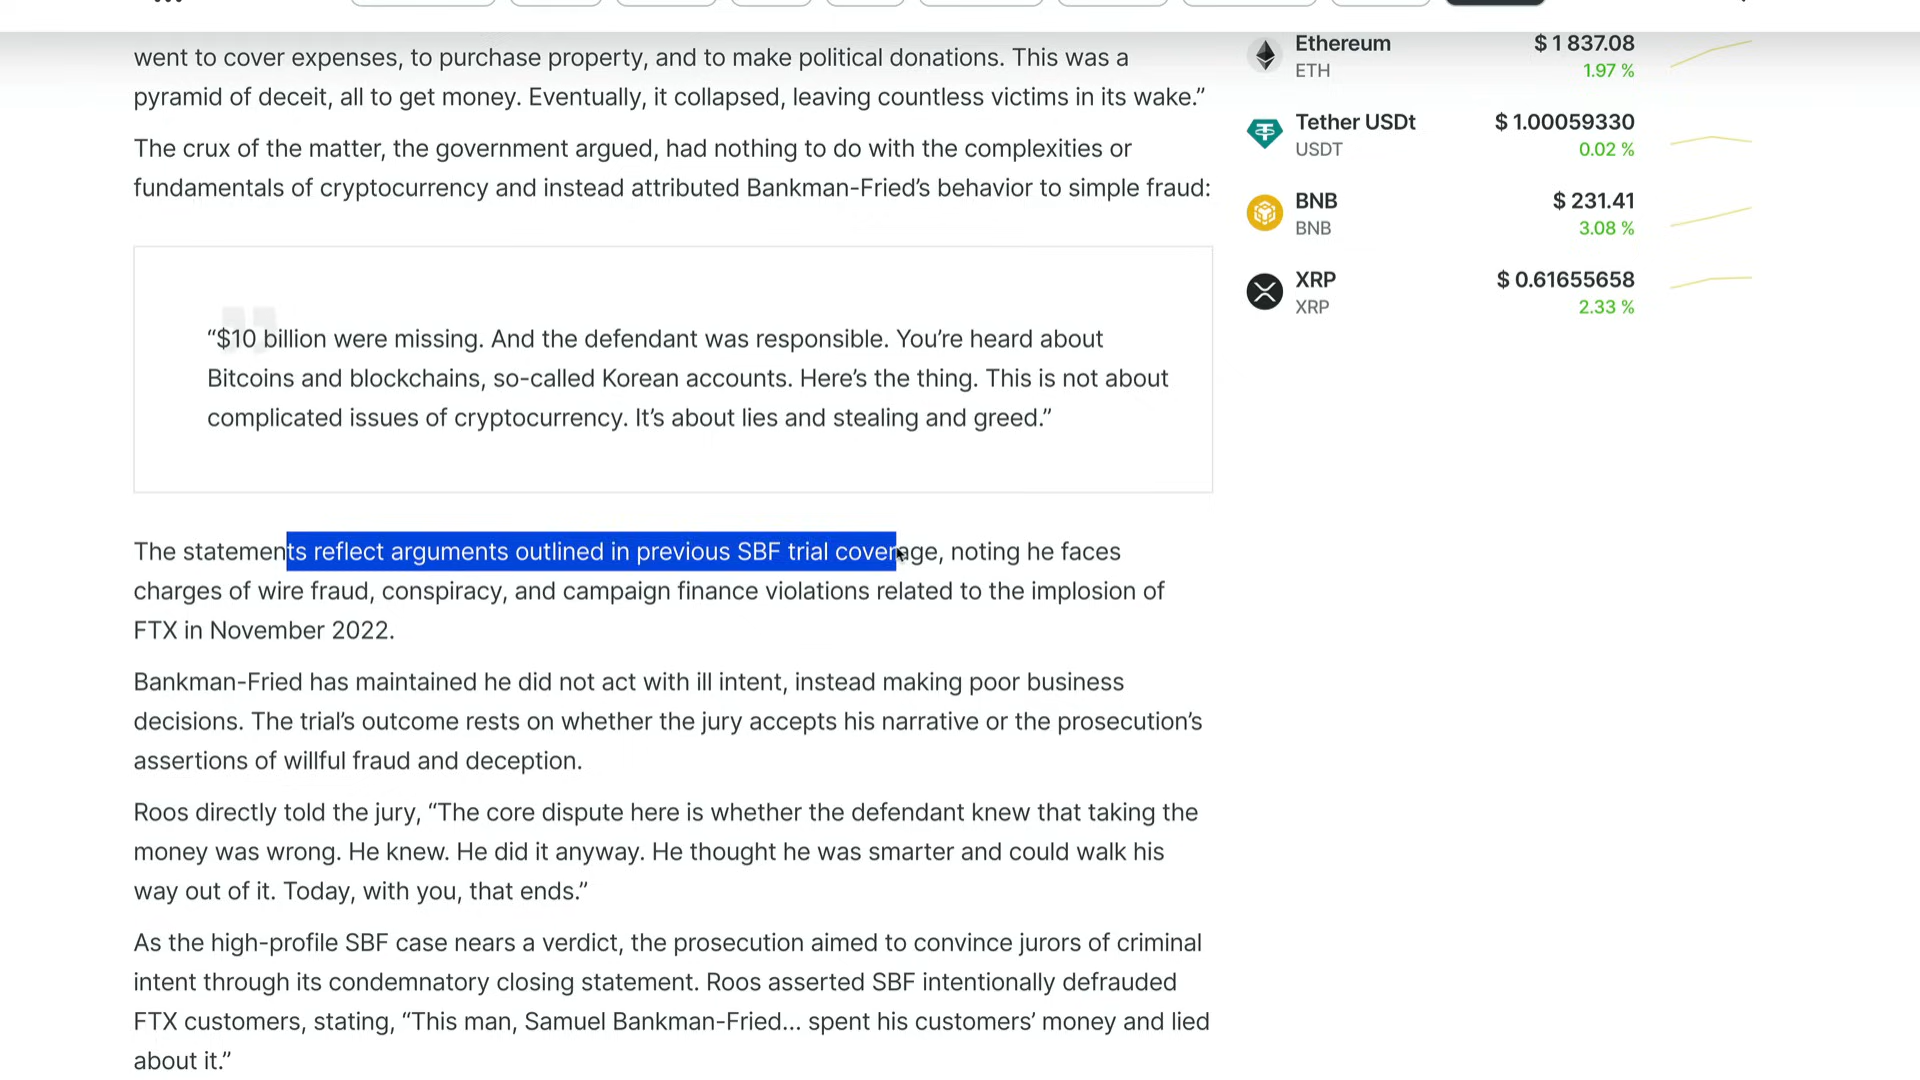 went to cover expenses, to purchase property, and to make political donations. This was a
pyramid of deceit, all to get money. Eventually, it collapsed, leaving countless victims in its wake.”
The crux of the matter, the government argued, had nothing to do with the complexities or
fundamentals of cryptocurrency and instead attributed Bankman-Fried’s behavior to simple fraud:
“$10 billion were missing. And the defendant was responsible. You’re heard about
Bitcoins and blockchains, so-called Korean accounts. Here’s the thing. This is not about
complicated issues of cryptocurrency. It’s about lies and stealing and greed.”
The statements reflect arguments outlined in previous SBF trial coverage, noting he faces
charges of wire fraud, conspiracy, and campaign finance violations related to the implosion of
FTX in November 2022.
Bankman-Fried has maintained he did not act with ill intent, instead making poor business
decisions. The trial’s outcome rests on whether the jury accepts his narrative or the prosecution’s
assertions of willful fraud and deception.
Roos directly told the jury, “The core dispute here is whether the defendant knew that taking the
money was wrong. He knew. He did it anyway. He thought he was smarter and could walk his
way out of it. Today, with you, that ends.”
As the high-profile SBF case nears a verdict, the prosecution aimed to convince jurors of criminal
intent through its condemnatory closing statement. Roos asserted SBF intentionally defrauded
FTX customers, stating, “This man, Samuel Bankman-Fried... spent his customers’ money and lied
about it.”
Ethereum $ 1 837.08
ETH 1.97 %
Tether USDt $ 1.00059330
USDT 0.02 %
BNB $ 231.41
BNB 3.08 %
XRP $ 0.61655658
XRP 2.33 %